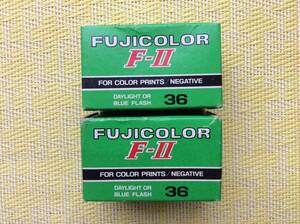 FUJICOLOR
F-II
FOR COLOR PRINTS/NEGATIVE
DAYLIGHT OR
BLUE FLASH
36
FUJICOLOR
F-II
FOR COLOR PRINTS/NEGATIVE
DAYLIGHT OR
BLUE FLASH
36